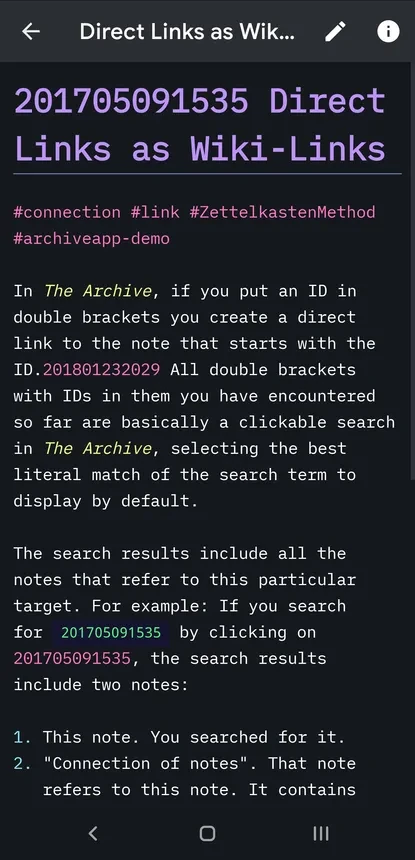 Direct Links as Wik...
201705091535 Direct
Links as Wiki-Links
#connection #link #ZettelkastenMethod
#archiveapp-demo
In The Archive, if you put an ID in
double brackets you create a direct
link to the note that starts with the
ID.201801232029 All double brackets
with IDs in them you have encountered
so far are basically a clickable search
in The Archive, selecting the best
literal match of the search term to
display by default.
The search results include all the
notes that refer to this particular
target. For example: If you search
for 201705091535 by clicking on
201705091535, the search results
include two notes:
1. This note. You searched for it.
2. "Connection of notes". That note
refers to this note. It contains